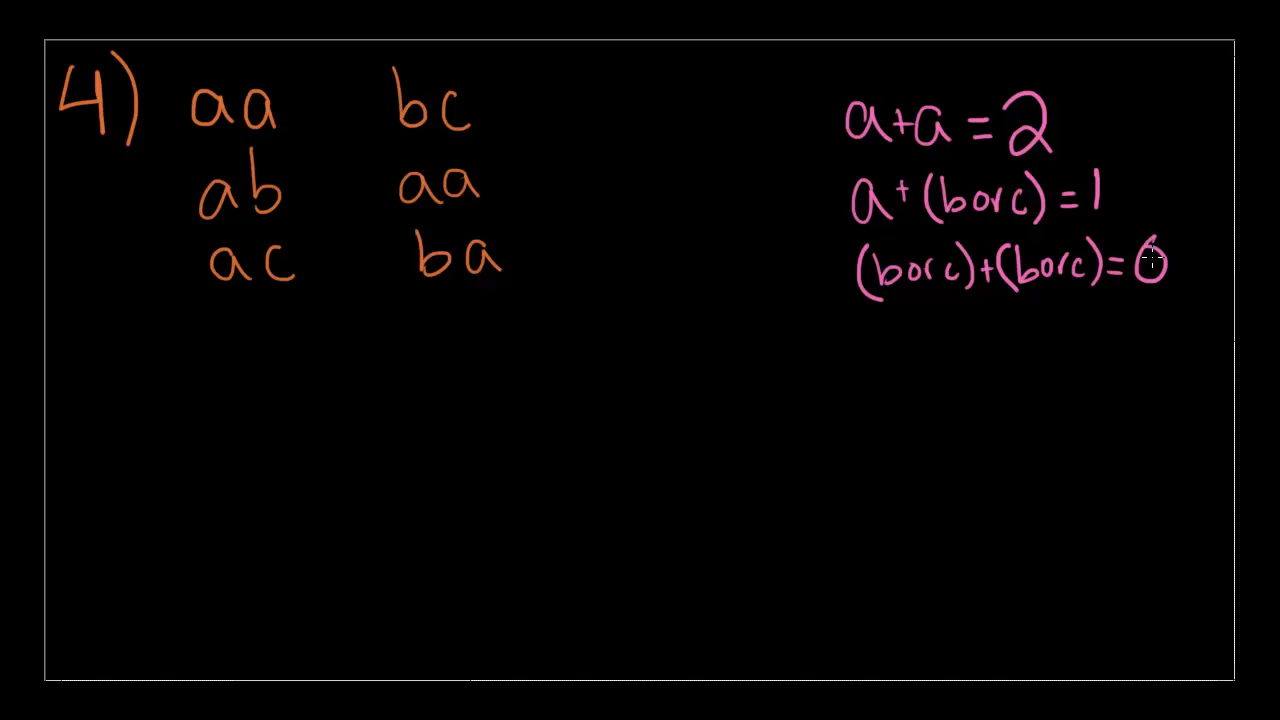 4) aa bc
ab aa
ac ba
a+a = 2
a+(borc) = 1
(borc)+(borc) = 0